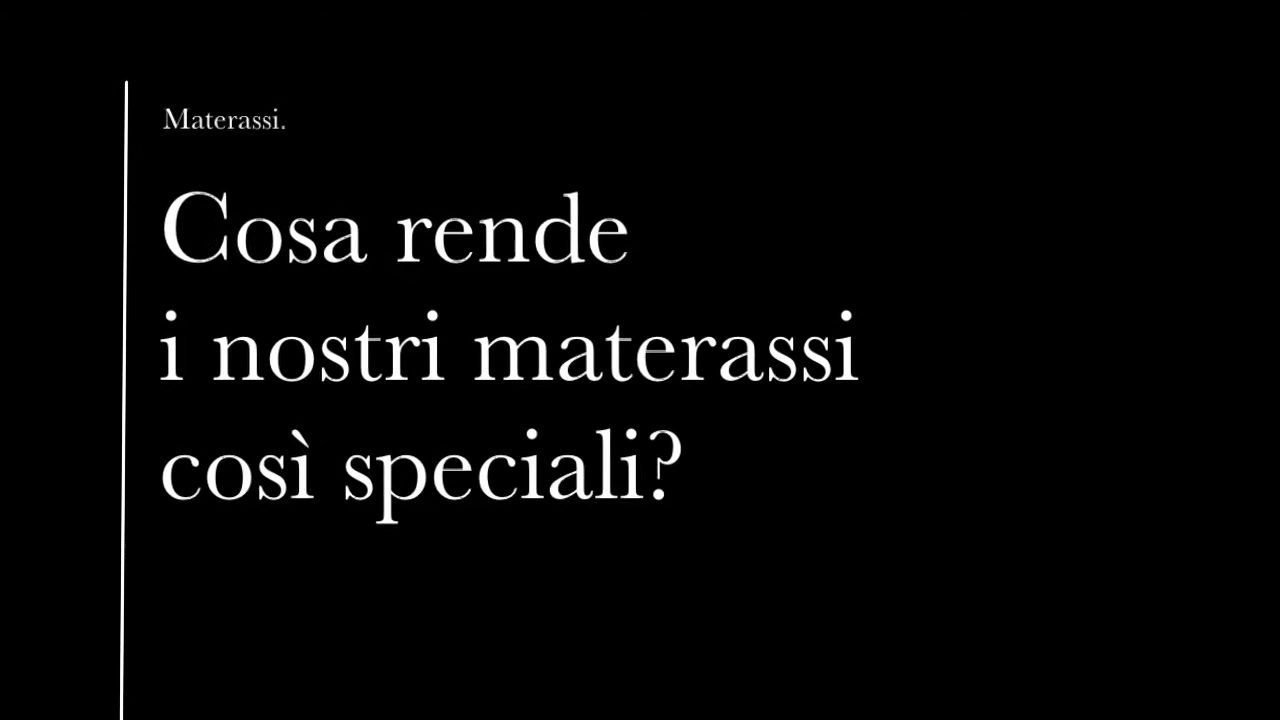 Materassi.
Cosa rende
i nostri materassi
così speciali?